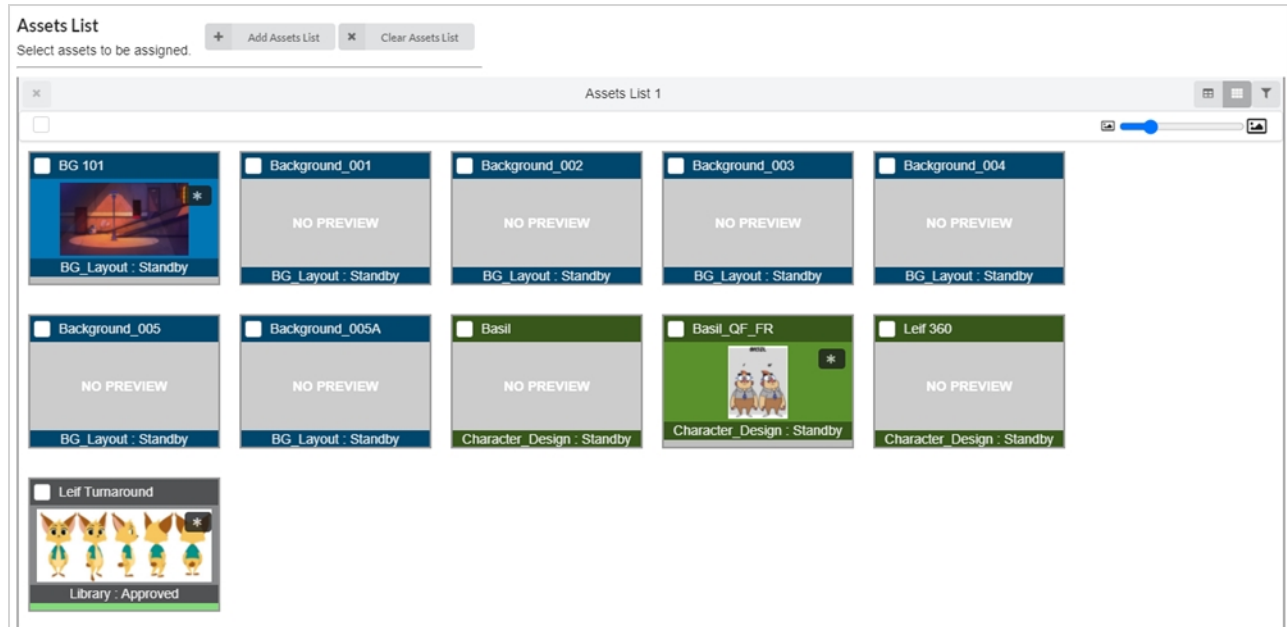 Assets List
Select assets to be assigned.
+ Add Assets List
× Clear Assets List
Assets List 1
BG 101
Background_001
Background_002
Background_003
Background_004
NO PREVIEW
NO PREVIEW
NO PREVIEW
NO PREVIEW
BG_Layout : Standby
BG_Layout : Standby
BG_Layout : Standby
BG_Layout : Standby
BG_Layout : Standby
Background_005
Background_005A
Basil
Basil_QF_FR
Leif 360
NO PREVIEW
NO PREVIEW
NO PREVIEW
BASIL
NO PREVIEW
BG_Layout : Standby
BG_Layout : Standby
Character_Design : Standby
Character_Design : Standby
Character_Design : Standby
Leif Turnaround
Library : Approved